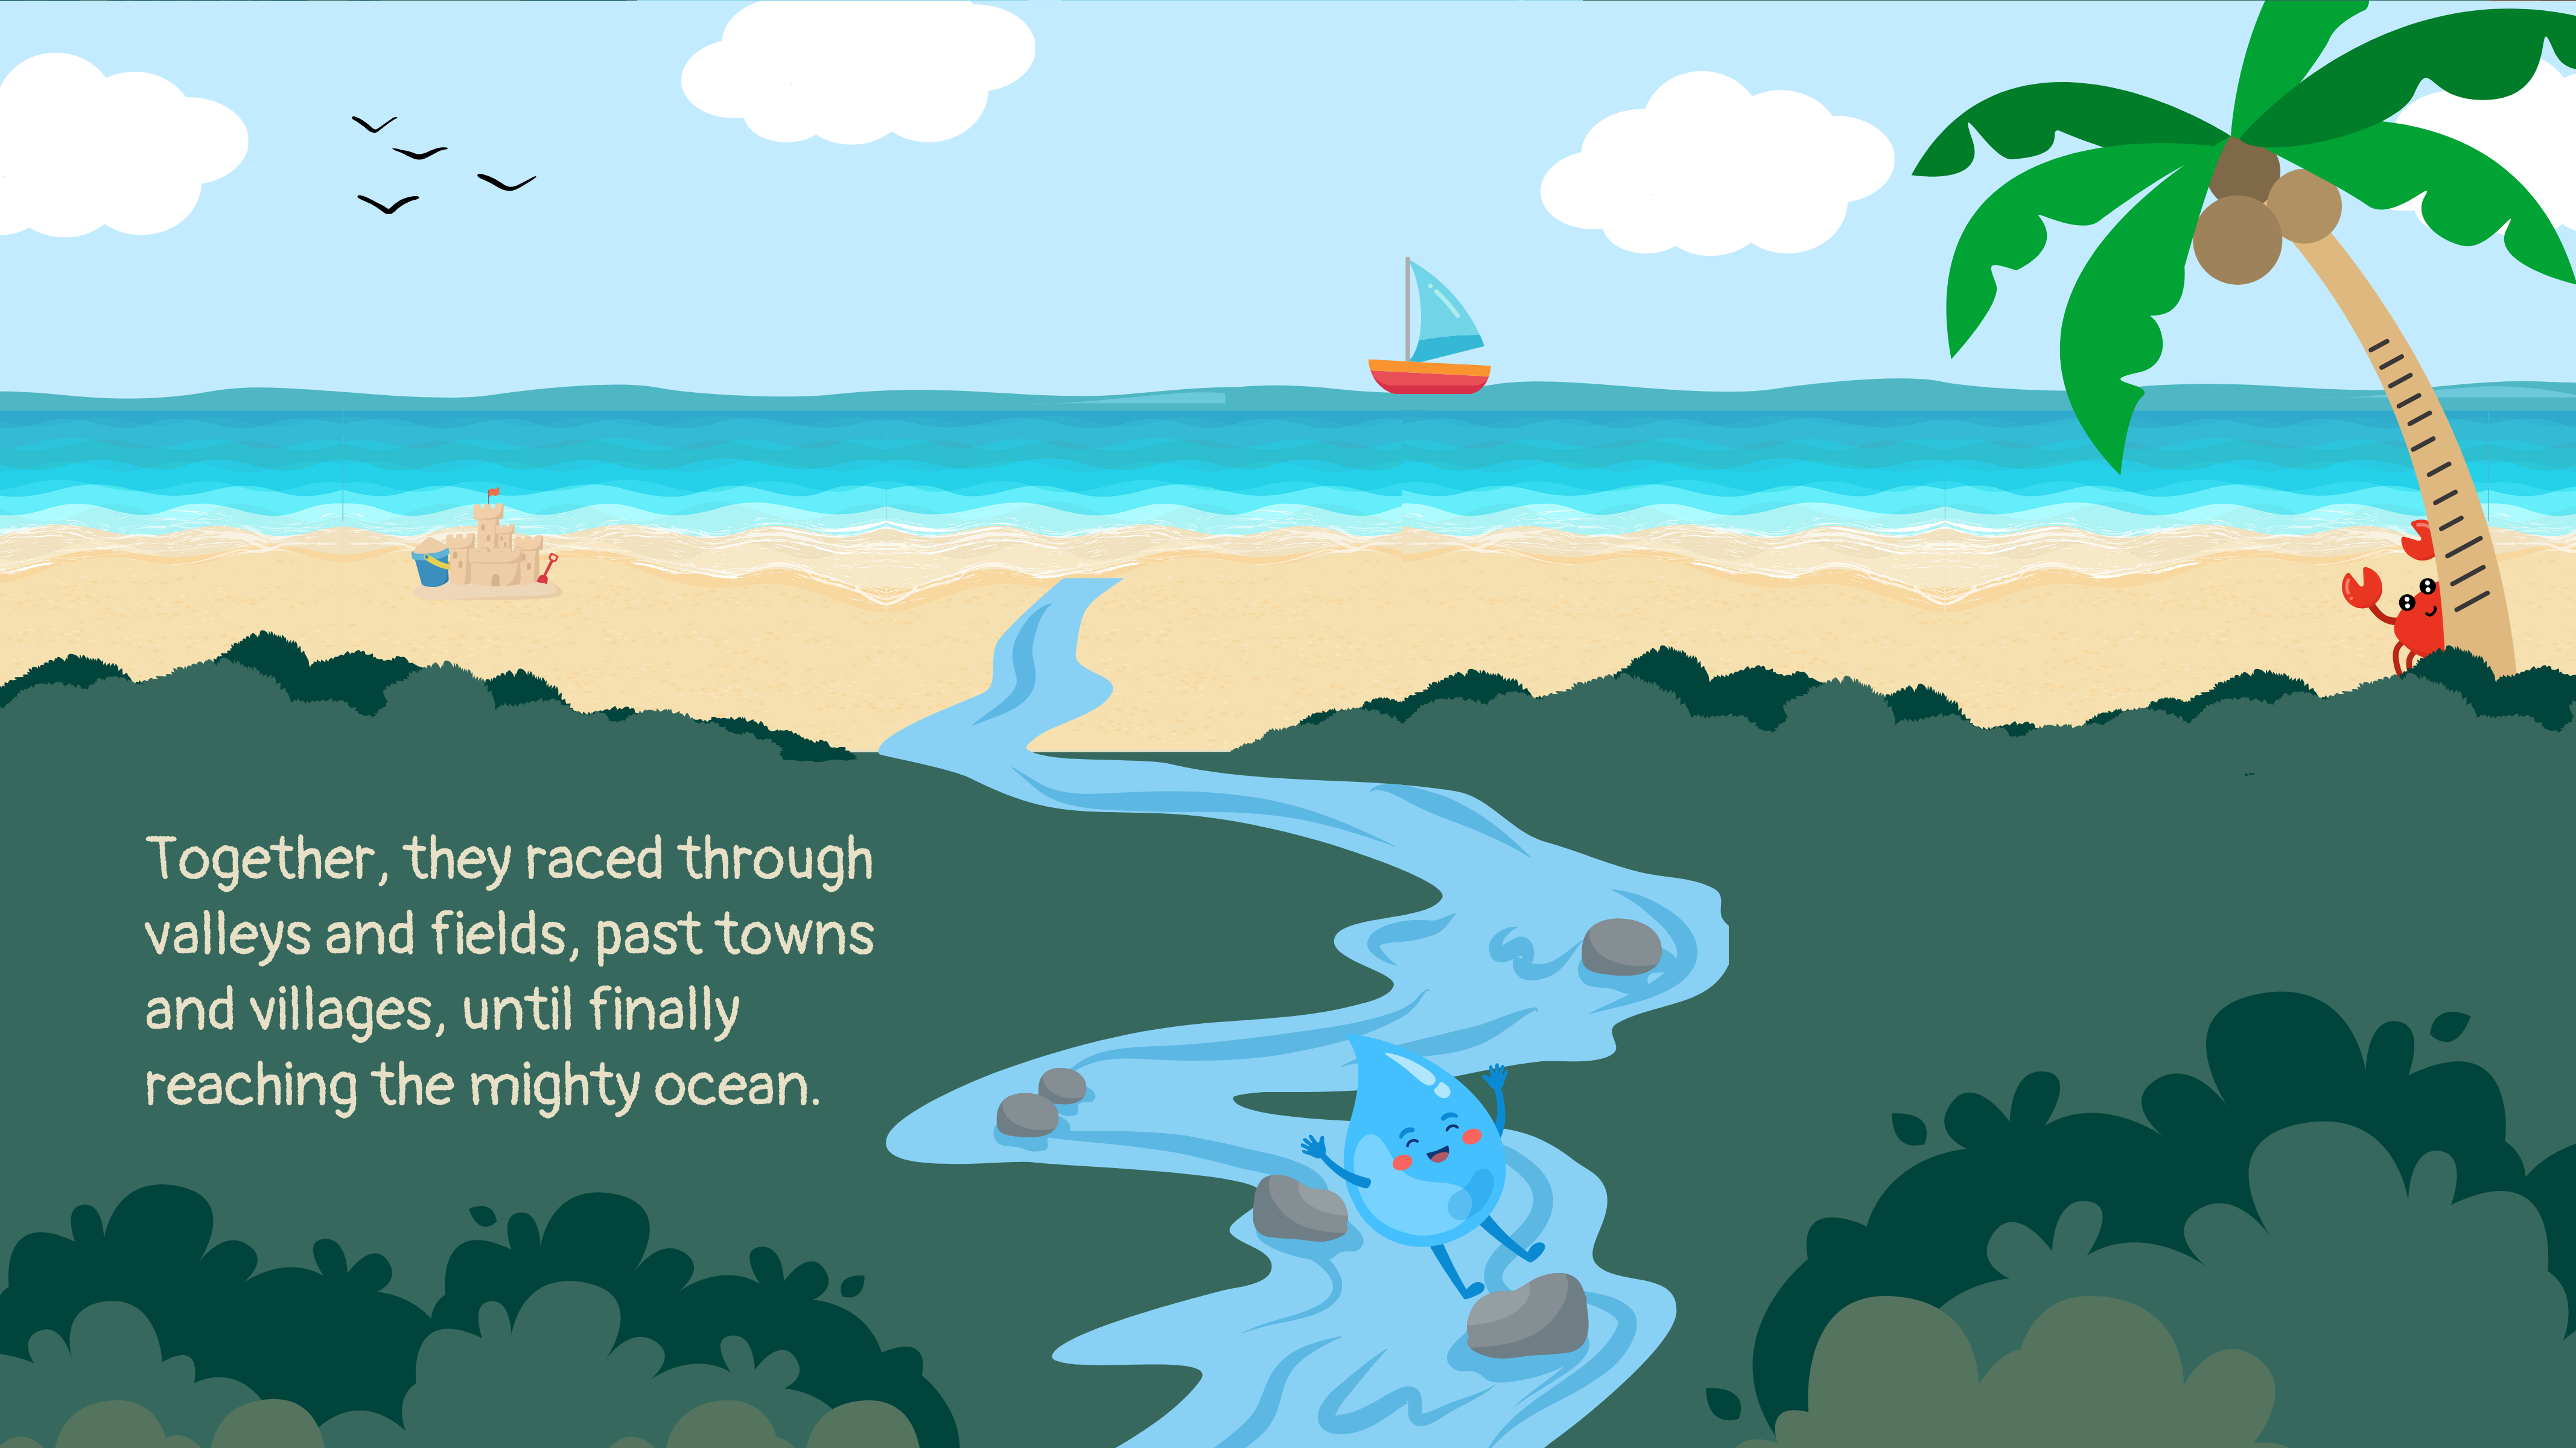 Together, they raced through
valleys and fields, past towns
and villages, until finally
reaching the mighty ocean.